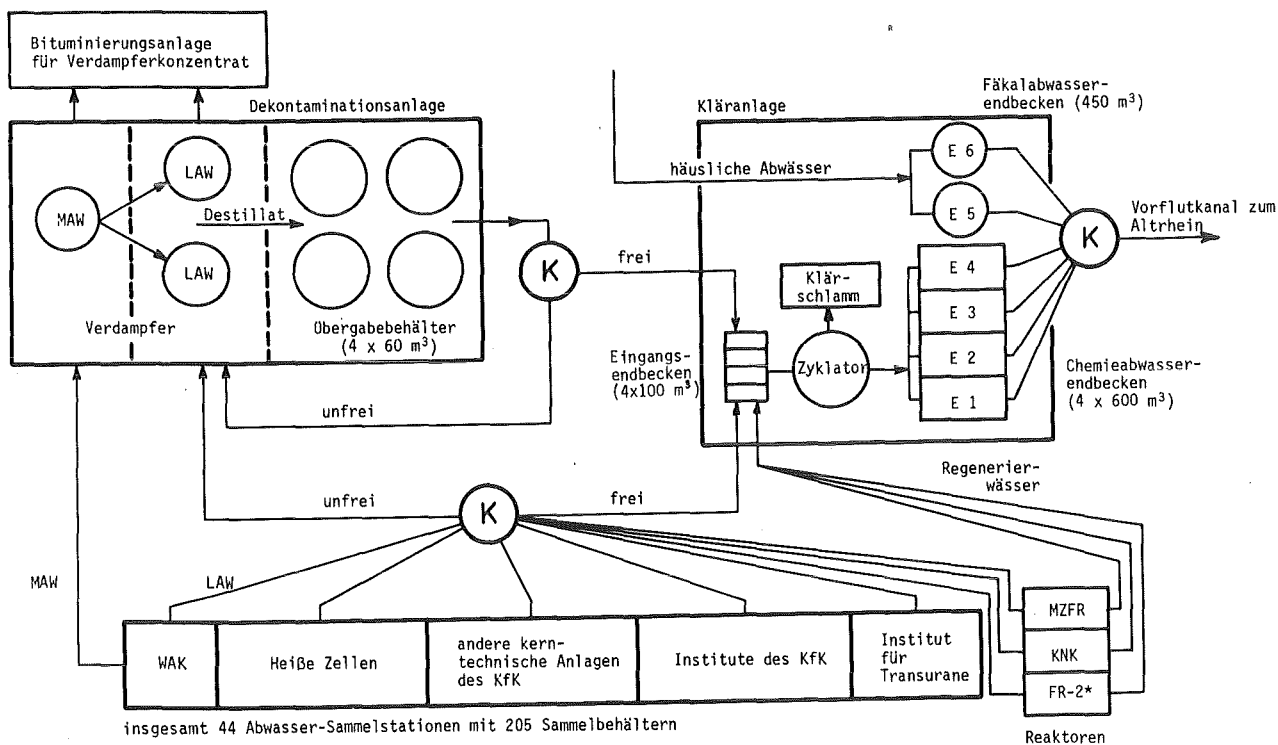 Bituminierungsanlage
für Verdampferkonzentrat
Dekontaminationsanlage
MAW
LAW
LAW
Destillat
Verdampfer
Obergabebehälter
(4 x 60 m³)
K
frei
unfrei
R
Kläranlage
Fäkalabwasser-
endbecken (450 m³)
häusliche Abwässer
E 6
E 5
K
Vorflutkanal zum
Altrhein
Klär-
schlamm
Zyklator
E 4
E 3
E 2
E 1
Eingangs-
endbecken
(4x100 m³)
Chemieabwasser-
endbecken
(4 x 600 m³)
Regenerier-
wässer
unfrei
K
frei
MAW
LAW
WAK
Heiße Zellen
andere kern-
technische Anlagen
des KfK
Institute des KfK
Institut
für
Transurane
MZFR
KNK
FR-2*
Reaktoren
insgesamt 44 Abwasser-Sammelstationen mit 205 Sammelbehältern